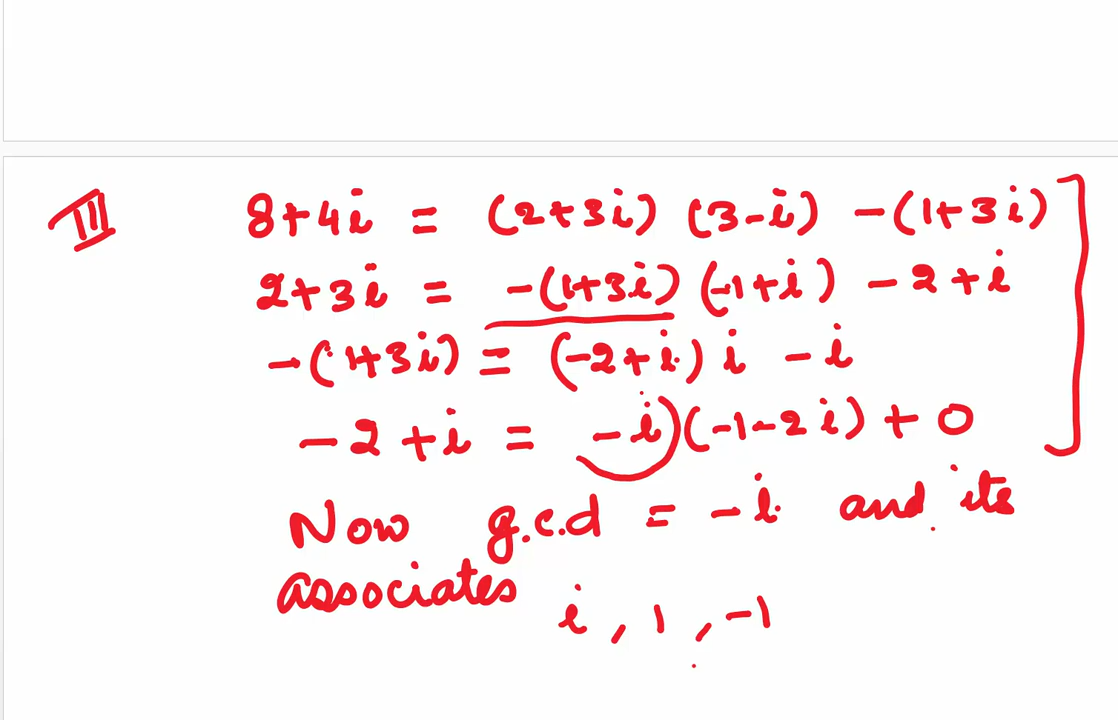 III 8+4i = (2+3i) (3-i) -(1+3i)
2+3i = -(1+3i) (-1+i) - 2+i
-(1+3i) = (-2+i) i - i
-2+i = -i)(-1-2i) + 0
Now g.c.d = -i and its
associates i, 1, -1